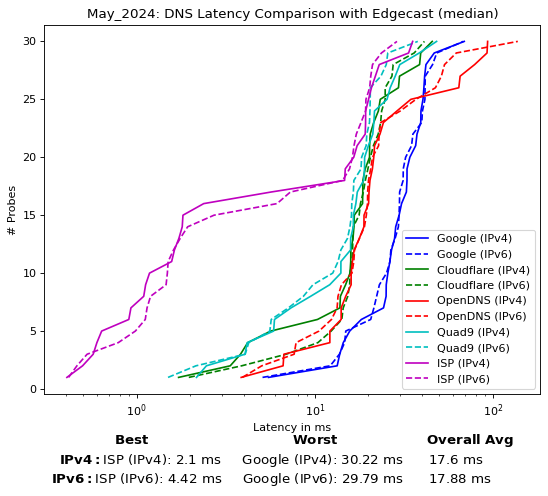 May_2024: DNS Latency Comparison with Edgecast (median)
30
25
20
15
10
5
0
# Probes
Google (IPv4)
Google (IPv6)
Cloudflare (IPv4)
Cloudflare (IPv6)
OpenDNS (IPv4)
OpenDNS (IPv6)
Quad9 (IPv4)
Quad9 (IPv6)
ISP (IPv4)
ISP (IPv6)
10⁰ 10¹ 10²
Latency in ms
Best Worst Overall Avg
IPv4: ISP (IPv4): 2.1 ms Google (IPv4): 30.22 ms 17.6 ms
IPv6: ISP (IPv6): 4.42 ms Google (IPv6): 29.79 ms 17.88 ms